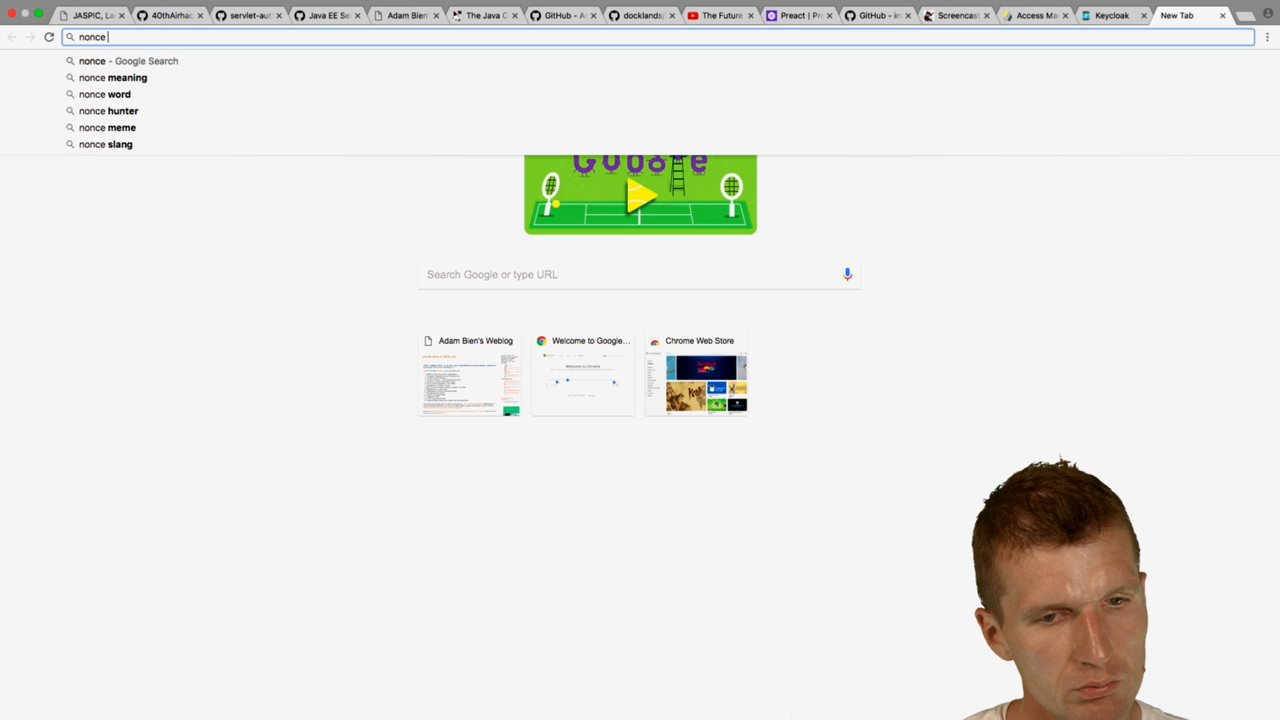 JASPIC, La
40thAirhac
servlet-aut
Java EE Se
Adam Bien'
The Java C
GitHub - A
docklands/
The Future
Preact | Pr
GitHub - in
Screencast
Access Ma
Keycloak
New Tab
nonce
nonce - Google Search
nonce meaning
nonce word
nonce hunter
nonce meme
nonce slang
Search Google or type URL
Adam Bien's Weblog
Welcome to Google...
Chrome Web Store